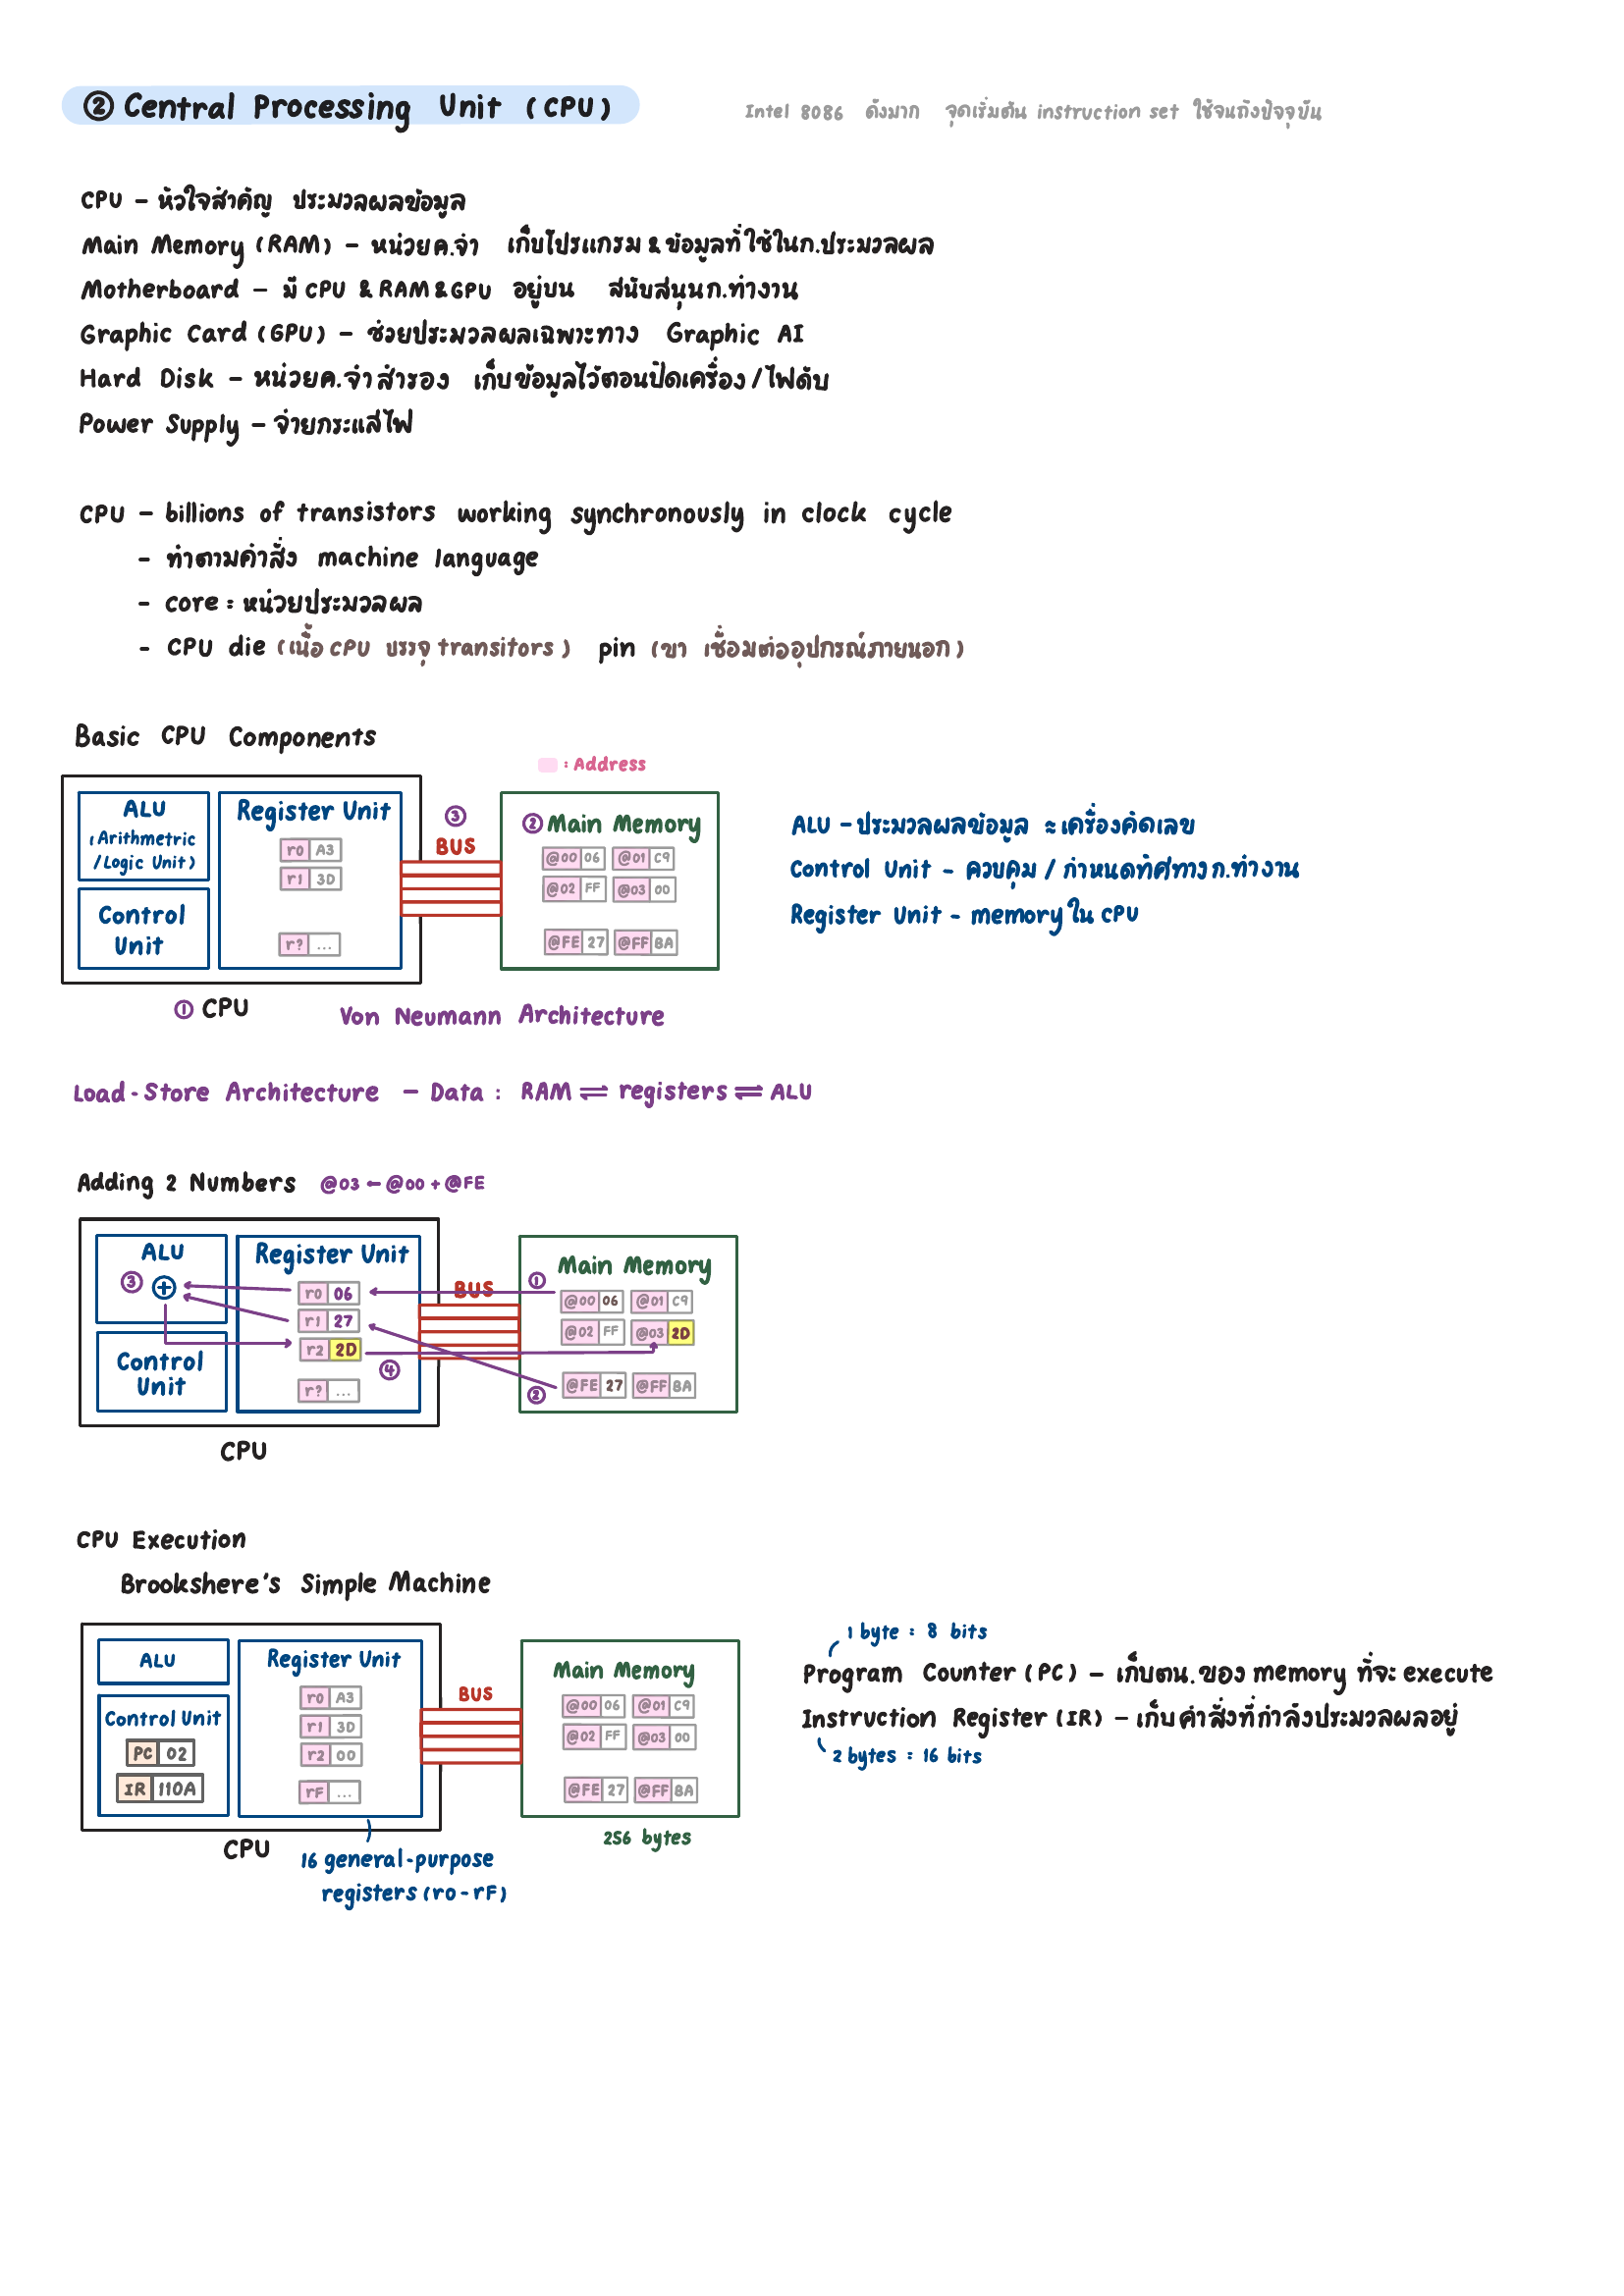 ② Central Processing Unit (CPU)
Intel 8086 ดังมาก จุดเริ่มต้น instruction set ใช้จนถึงปัจจุบัน
CPU – หัวใจสำคัญ ประมวลผลข้อมูล
Main Memory (RAM) – หน่วยค.จำ เก็บโปรแกรม & ข้อมูลที่ใช้ในก.ประมวลผล
Motherboard – มี CPU & RAM & GPU อยู่บน สนับสนุนก.ทำงาน
Graphic Card (GPU) – ช่วยประมวลผลเฉพาะทาง Graphic AI
Hard Disk – หน่วยค.จำสำรอง เก็บข้อมูลไว้ตอนปิดเครื่อง / ไฟดับ
Power Supply – จ่ายกระแสไฟ
CPU – billions of transistors working synchronously in clock cycle
– ทำตามคำสั่ง machine language
– core : หน่วยประมวลผล
– CPU die (เนื้อ CPU บรรจุ transitors) pin (ขา เชื่อมต่ออุปกรณ์ภายนอก)
Basic CPU Components
: Address
ALU
(Arithmetric
/Logic Unit)
Control
Unit
Register Unit
r0 A3
r1 3D
r? ...
③
BUS
② Main Memory
@00 06 @01 C9
@02 FF @03 00
@FE 27 @FF 8A
① CPU
Von Neumann Architecture
ALU – ประมวลผลข้อมูล ≈ เครื่องคิดเลข
Control Unit – ควบคุม / กำหนดทิศทางก.ทำงาน
Register Unit – memory ใน CPU
Load-Store Architecture – Data : RAM ⇌ registers ⇌ ALU
Adding 2 Numbers @03 ← @00 + @FE
ALU
③ +
Control
Unit
Register Unit
r0 06
r1 27
r2 2D
r? ...
④
BUS
①
②
Main Memory
@00 06 @01 C9
@02 FF @03 2D
@FE 27 @FF 8A
CPU
CPU Execution
Brookshere's Simple Machine
ALU
Control Unit
PC 02
IR 110A
Register Unit
r0 A3
r1 3D
r2 00
rF ...
BUS
Main Memory
@00 06 @01 C9
@02 FF @03 00
@FE 27 @FF 8A
CPU
256 bytes
16 general-purpose
registers (r0 - rF)
1 byte = 8 bits
Program Counter (PC) – เก็บตน.ของ memory ที่จะ execute
Instruction Register (IR) – เก็บคำสั่งที่กำลังประมวลผลอยู่
2 bytes = 16 bits